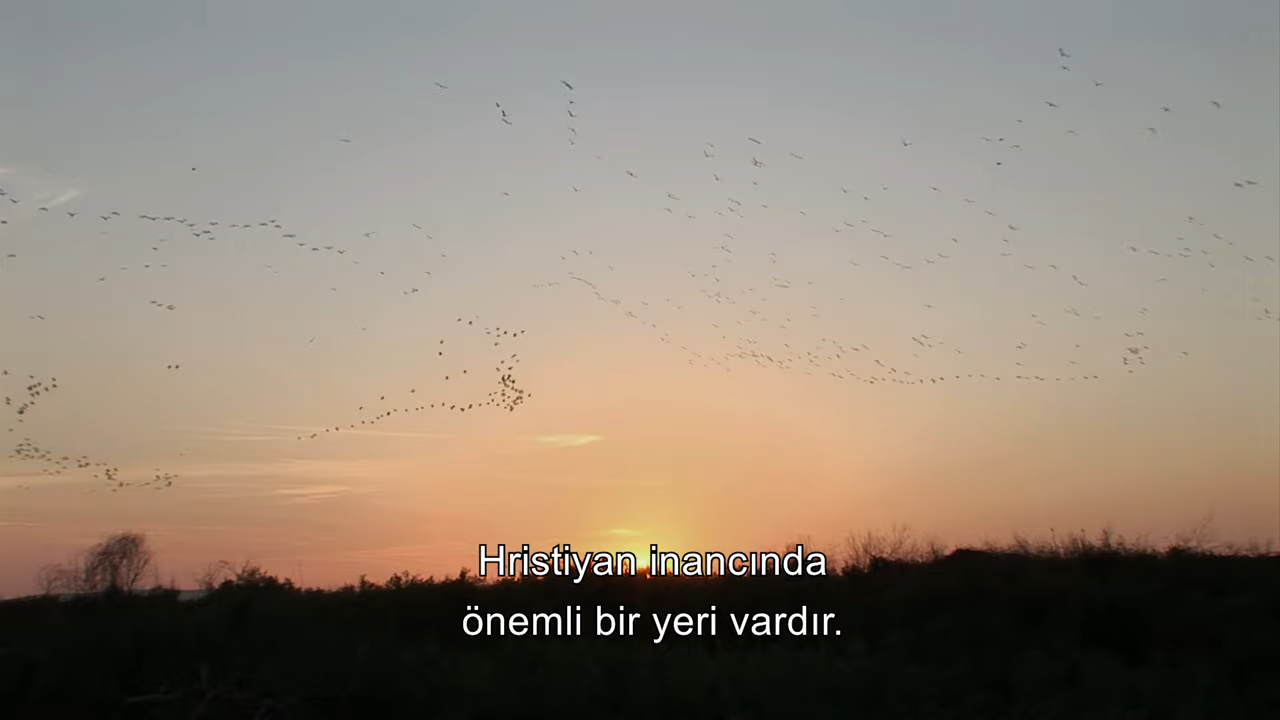 Hristiyan inancında
önemli bir yeri vardır.